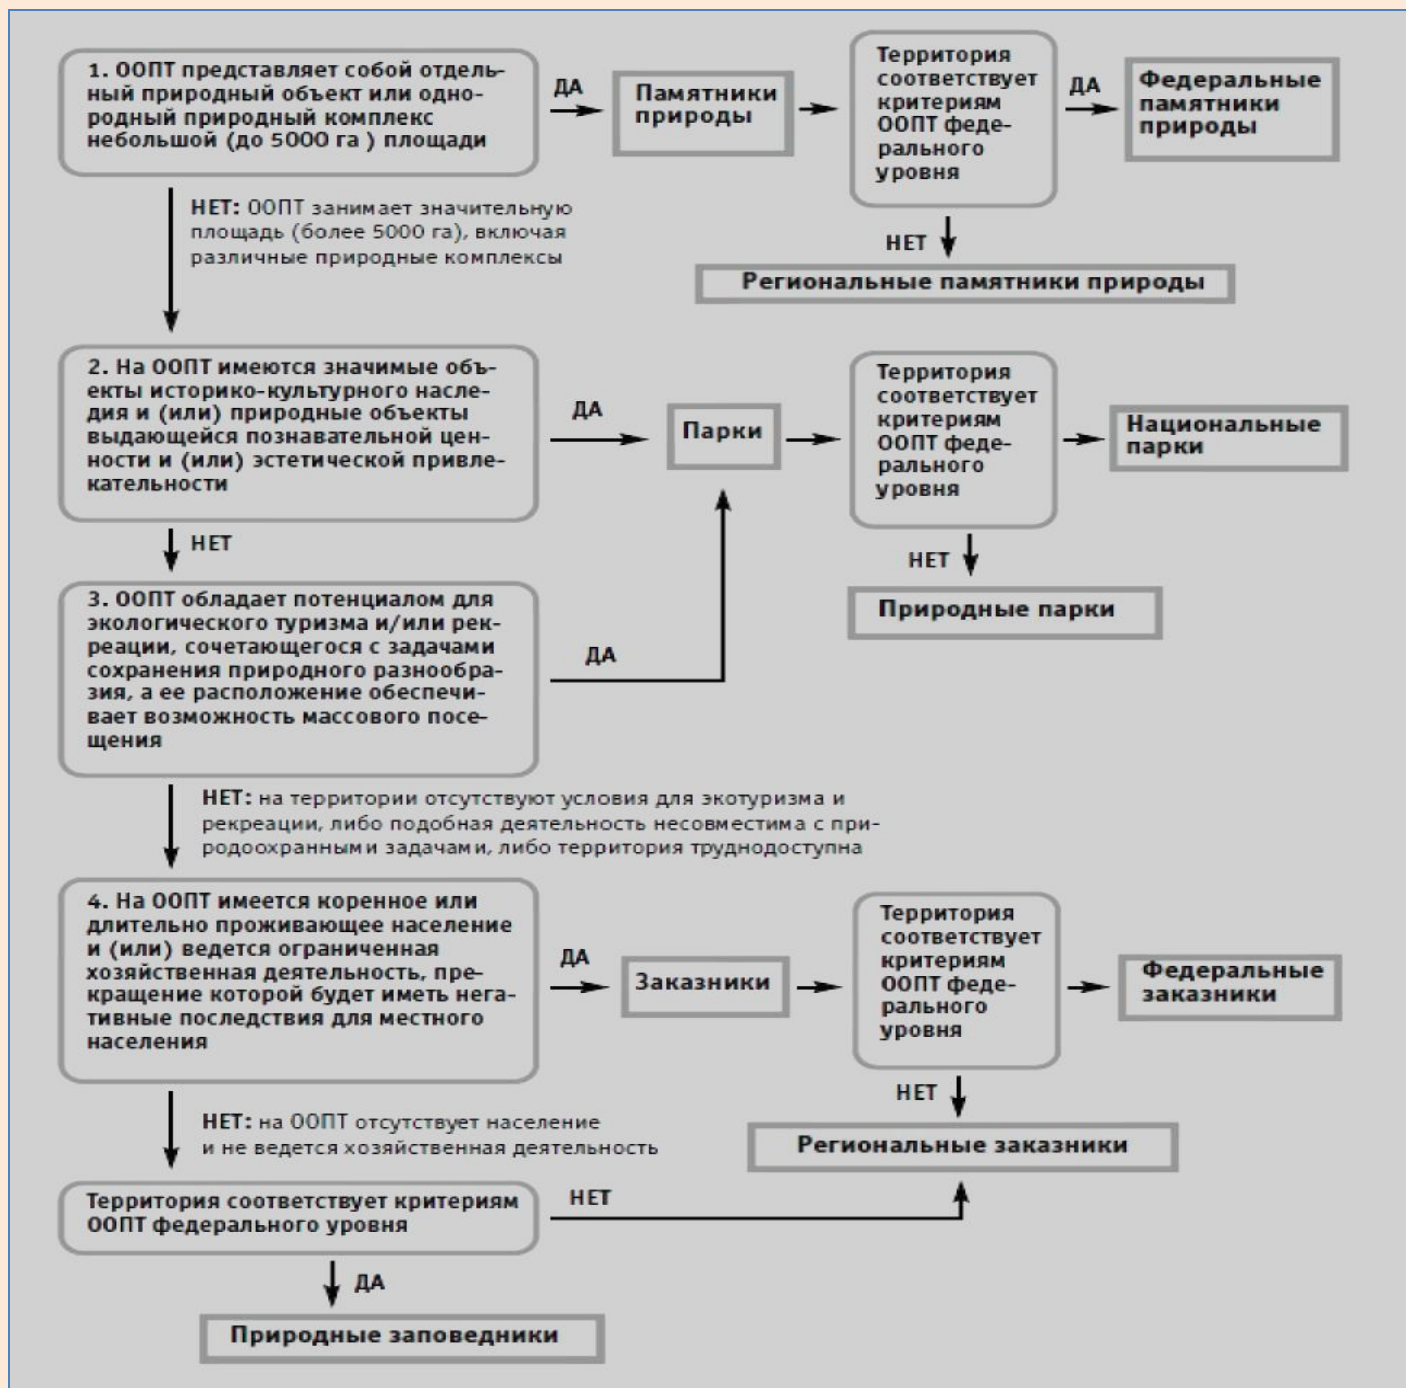 1. ООПТ представляет собой отдель-
ный природный объект или одно-
родный природный комплекс
небольшой (до 5000 га ) площади
ДА
Памятники
природы
Территория
соответствует
критериям
ООПТ феде-
рального
уровня
ДА
Федеральные
памятники
природы
НЕТ: ООПТ занимает значительную
площадь (более 5000 га), включая
различные природные комплексы
НЕТ
Региональные памятники природы
2. На ООПТ имеются значимые объ-
екты историко-культурного насле-
дия и (или) природные объекты
выдающейся познавательной цен-
ности и (или) эстетической привле-
кательности
ДА
Парки
Территория
соответствует
критериям
ООПТ феде-
рального
уровня
Национальные
парки
НЕТ
НЕТ
Природные парки
3. ООПТ обладает потенциалом для
экологического туризма и/или рек-
реации, сочетающегося с задачами
сохранения природного разнообра-
зия, а ее расположение обеспечи-
вает возможность массового посе-
щения
ДА
НЕТ: на территории отсутствуют условия для экотуризма и
рекреации, либо подобная деятельность несовместима с при-
родоохранными задачами, либо территория труднодоступна
4. На ООПТ имеется коренное или
длительно проживающее население
и (или) ведется ограниченная
хозяйственная деятельность, пре-
кращение которой будет иметь нега-
тивные последствия для местного
населения
ДА
Заказники
Территория
соответствует
критериям
ООПТ феде-
рального
уровня
Федеральные
заказники
НЕТ
Региональные заказники
НЕТ: на ООПТ отсутствует население
и не ведется хозяйственная деятельность
Территория соответствует критериям
ООПТ федерального уровня
НЕТ
ДА
Природные заповедники